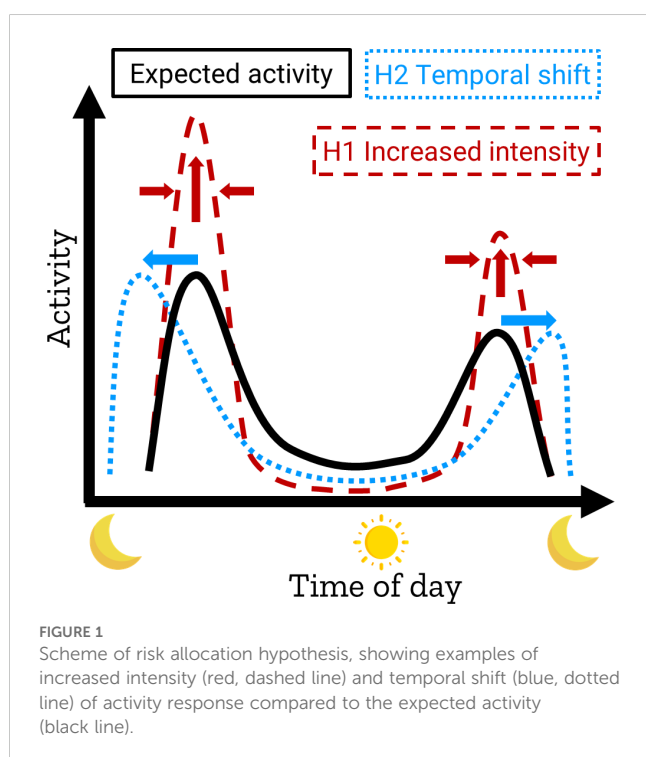 Expected activity
H2 Temporal shift
H1 Increased intensity
Activity
Time of day
FIGURE 1
Scheme of risk allocation hypothesis, showing examples of
increased intensity (red, dashed line) and temporal shift (blue, dotted
line) of activity response compared to the expected activity
(black line).